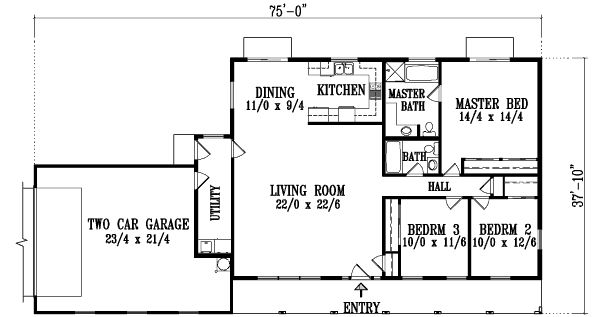 75'-0"
DINING
11/0 x 9/4
KITCHEN
MASTER
BATH
MASTER BED
14/4 x 14/4
BATH
HALL
LIVING ROOM
22/0 x 22/6
UTILITY
TWO CAR GARAGE
23/4 x 21/4
BEDRM 3
10/0 x 11/6
BEDRM 2
10/0 x 12/6
37'-10"
ENTRY